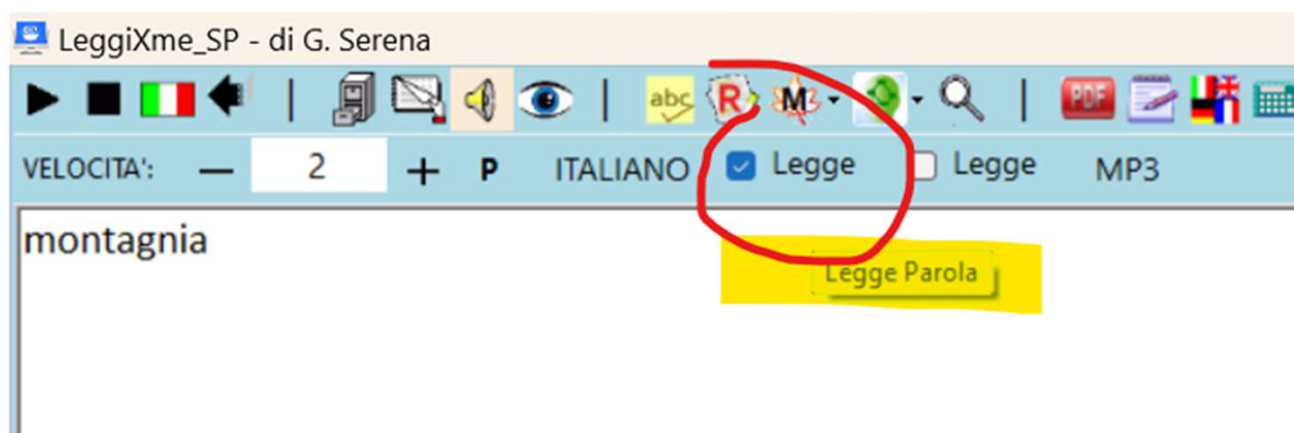 LeggiXme_SP - di G. Serena
abc R M PDF
VELOCITA': — 2 + P ITALIANO Legge Legge MP3
montagnia
Legge Parola